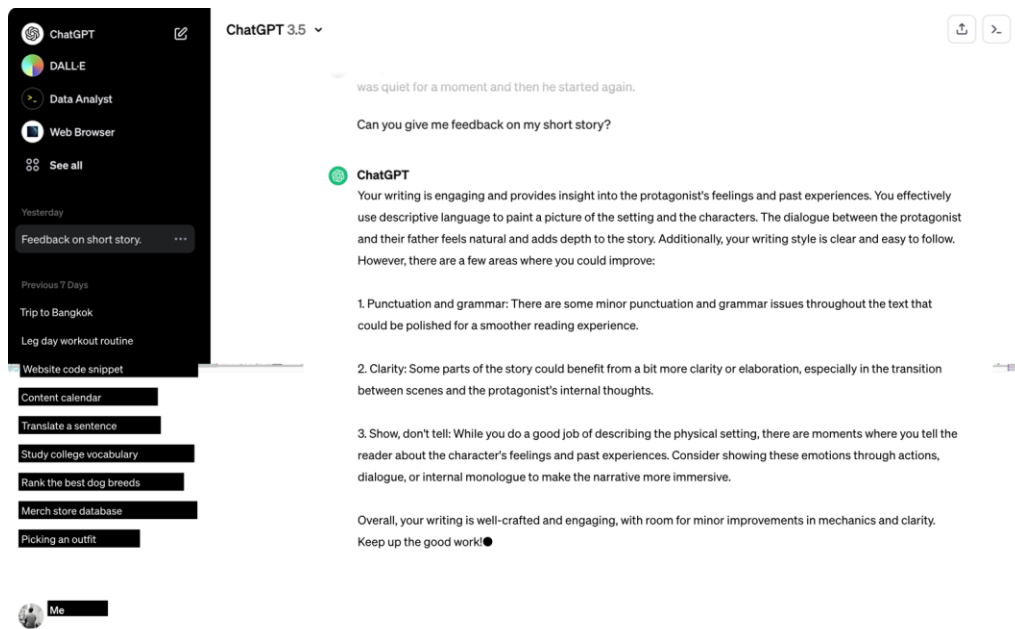 ChatGPT
DALL·E
Data Analyst
Web Browser
See all
Yesterday
Feedback on short story.
Previous 7 Days
Trip to Bangkok
Leg day workout routine
Website code snippet
Content calendar
Translate a sentence
Study college vocabulary
Rank the best dog breeds
Merch store database
Picking an outfit
Me
ChatGPT 3.5
was quiet for a moment and then he started again.
Can you give me feedback on my short story?
ChatGPT
Your writing is engaging and provides insight into the protagonist's feelings and past experiences. You effectively
use descriptive language to paint a picture of the setting and the characters. The dialogue between the protagonist
and their father feels natural and adds depth to the story. Additionally, your writing style is clear and easy to follow.
However, there are a few areas where you could improve:
1. Punctuation and grammar: There are some minor punctuation and grammar issues throughout the text that
could be polished for a smoother reading experience.
2. Clarity: Some parts of the story could benefit from a bit more clarity or elaboration, especially in the transition
between scenes and the protagonist's internal thoughts.
3. Show, don't tell: While you do a good job of describing the physical setting, there are moments where you tell the
reader about the character's feelings and past experiences. Consider showing these emotions through actions,
dialogue, or internal monologue to make the narrative more immersive.
Overall, your writing is well-crafted and engaging, with room for minor improvements in mechanics and clarity.
Keep up the good work!